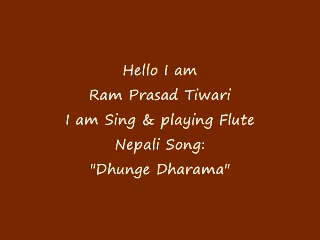 Hello I am
Ram Prasad Tiwari
I am Sing & playing Flute
Nepali Song:
"Dhunge Dharama"